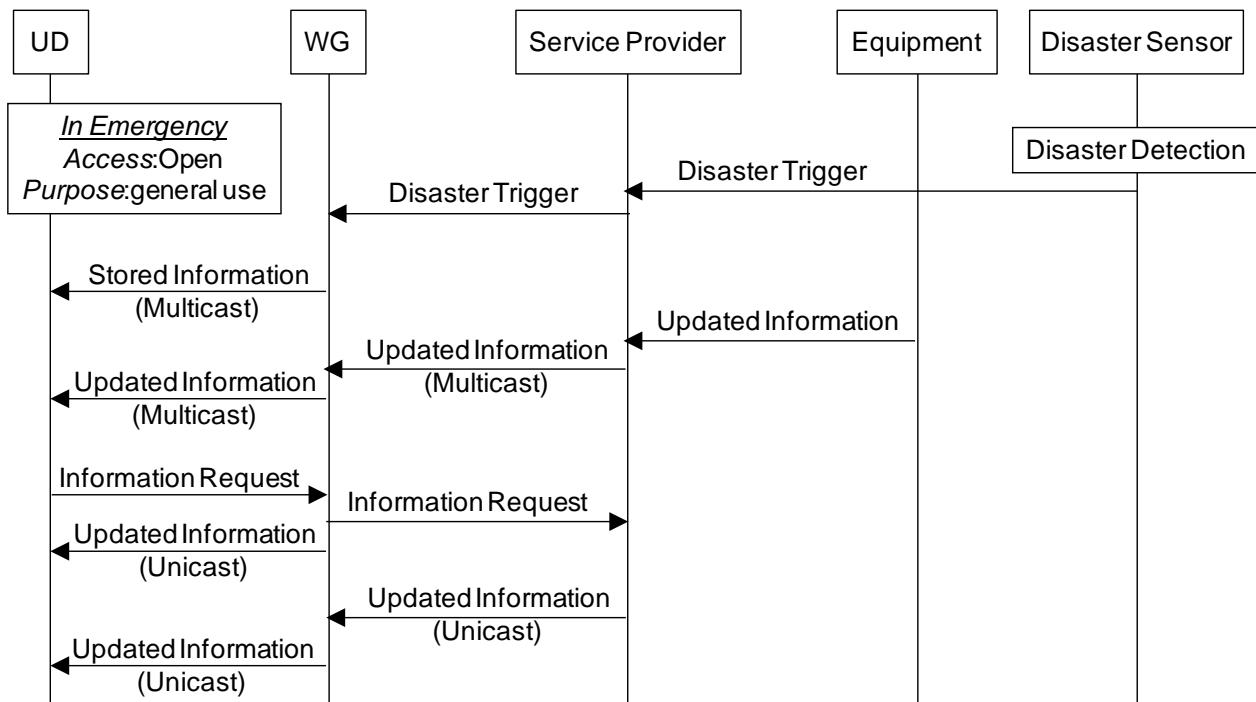 UD
WG
Service Provider
Equipment
Disaster Sensor
In Emergency
Access:Open
Purpose:general use
Disaster Detection
Disaster Trigger
Disaster Trigger
Stored Information
(Multicast)
Updated Information
Updated Information
(Multicast)
Updated Information
(Multicast)
Information Request
Information Request
Updated Information
(Unicast)
Updated Information
(Unicast)
Updated Information
(Unicast)